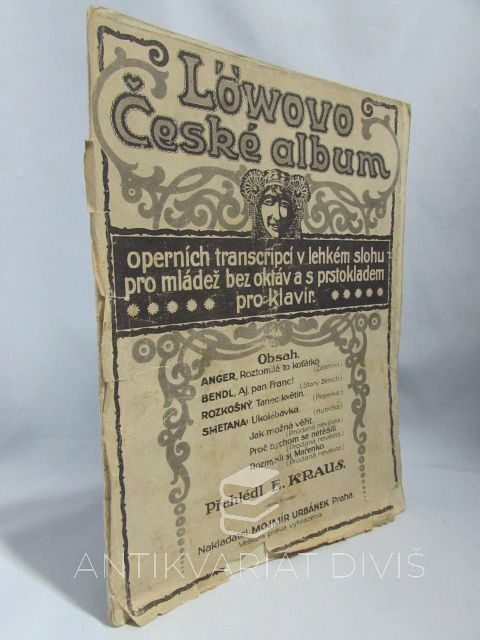 Löwovo
České album
operních transcripcí v lehkém slohu
pro mládež bez oktáv a s prstokladem
pro klavír.
Obsah.
ANGER, Roztomilé to koťátko
(Záletníci)
BENDL, Aj, pan Franc!
(Starý ženich)
ROZKOŠNÝ, Tanec květin.
(Popelka)
SMETANA: Ukolébavka.
(Hubička)
Jak možná věřit.
(Prodaná nevěsta)
Proč bychom se netěšili.
(Prodaná nevěsta)
Rozmysli si Mařenko.
(Prodaná nevěsta)
Přehlédl E. KRAUS.
Nakladatel MOJMÍR URBÁNEK, Praha.
Veškerá práva vyhrazena.
ANTIKVARIÁT DIVIŠ